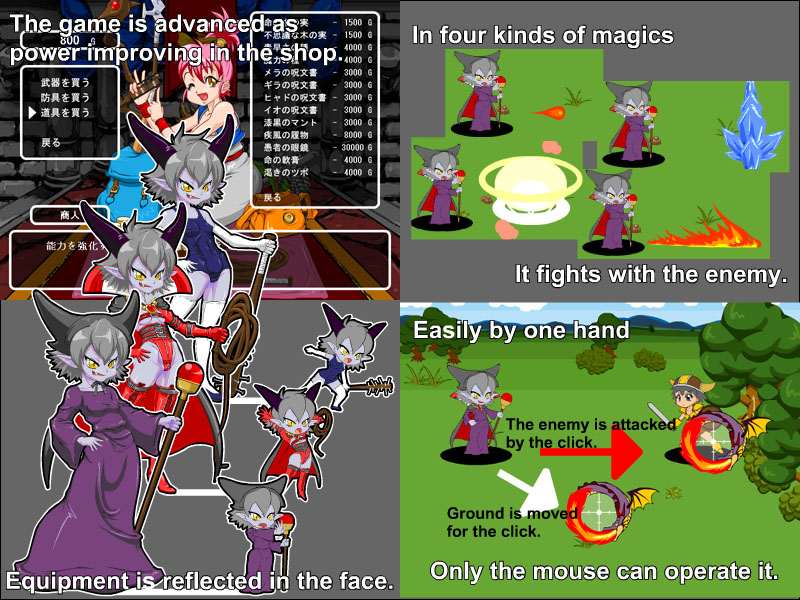 The game is advanced as
power improving in the shop.
800 G
武器を買う
防具を買う
道具を買う
戻る
の実 - 1500 G
不思議な木の実 - 1500 G
4000 G
4000 G
メラの呪文書 - 3000 G
ギラの呪文書 - 3000 G
ヒャドの呪文書 - 3000 G
イオの呪文書 - 3000 G
漆黒のマント - 3000 G
疾風の履物 - 8000 G
愚者の眼鏡 - 30000 G
命の軟膏 - 4000 G
渇きのツボ - 4000 G
戻る
商人
能力を強化す
In four kinds of magics
It fights with the enemy.
Equipment is reflected in the face.
Easily by one hand
The enemy is attacked
by the click.
Ground is moved
for the click.
Only the mouse can operate it.